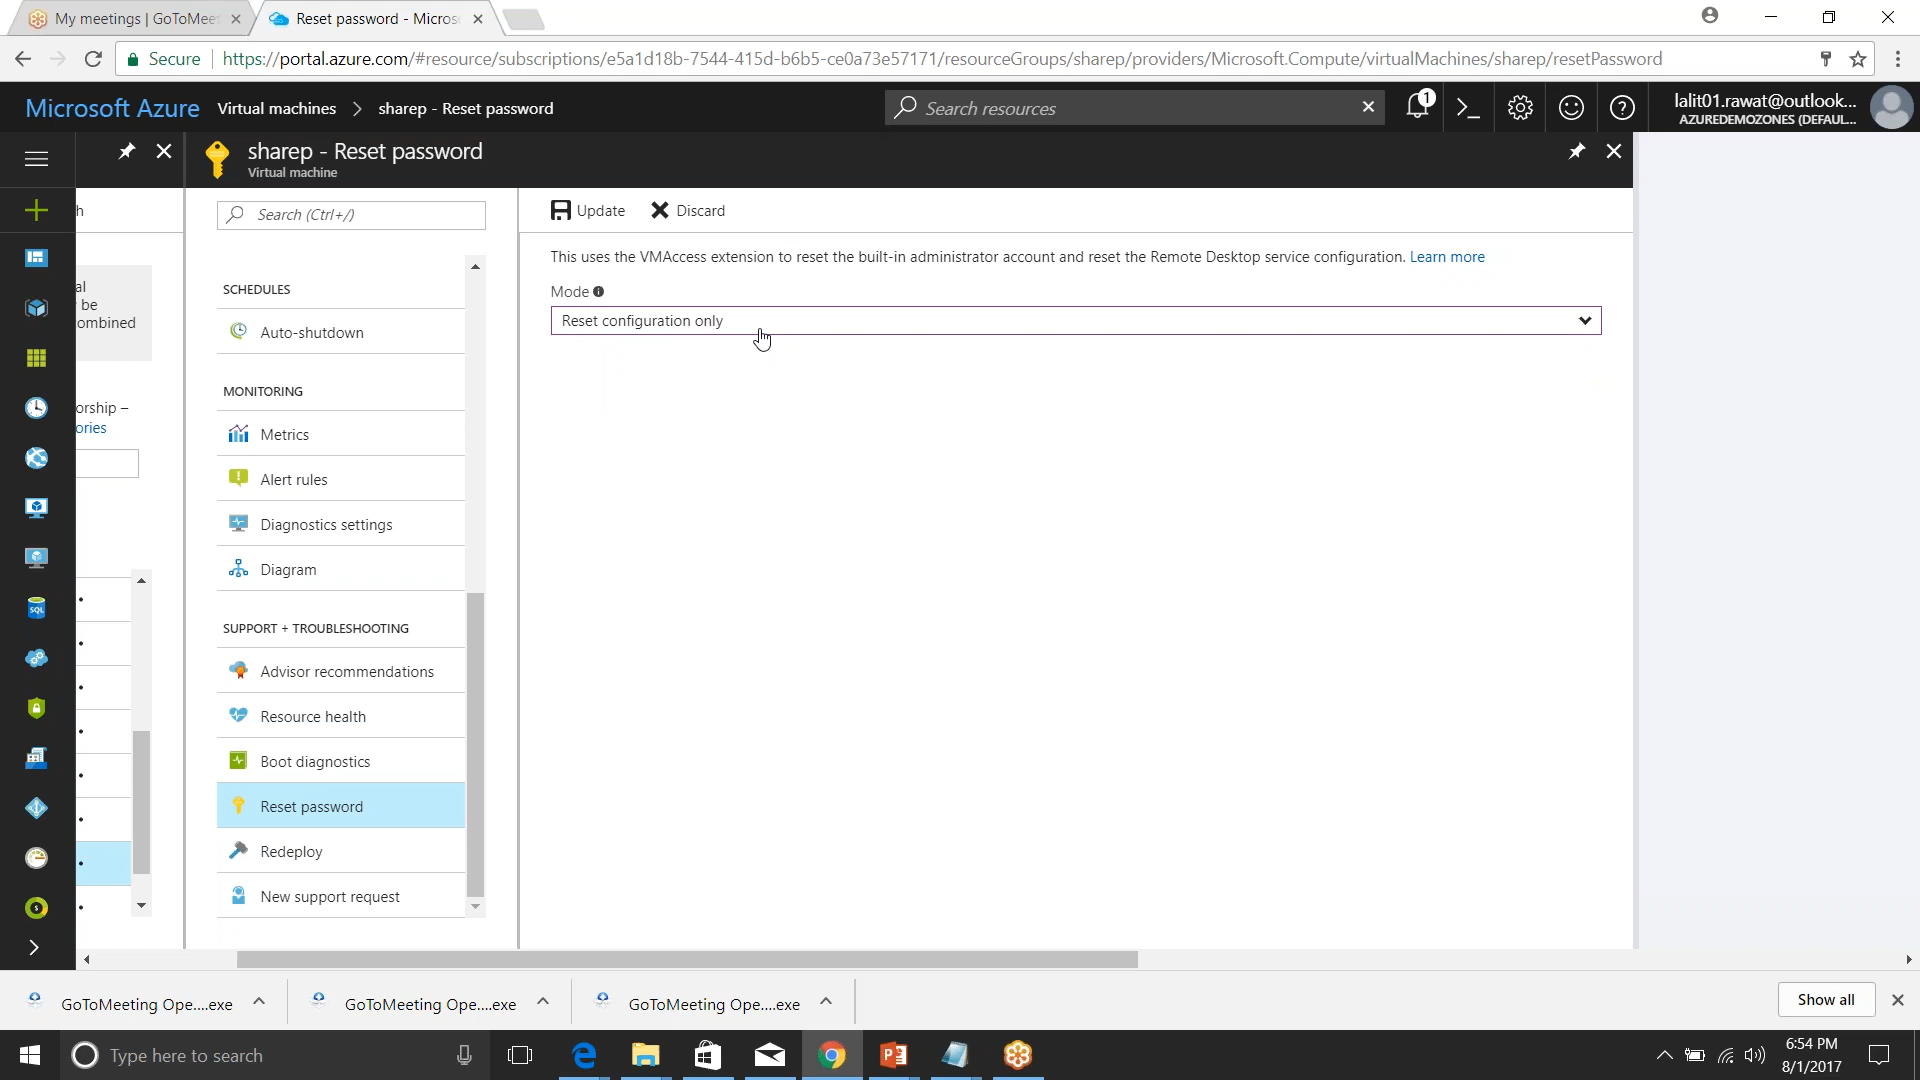 My meetings | GoToMee
Reset password - Micros
Secure
https://portal.azure.com/#resource/subscriptions/e5a1d18b-7544-415d-b6b5-ce0a73e57171/resourceGroups/sharep/providers/Microsoft.Compute/virtualMachines/sharep/resetPassword
Microsoft Azure
Virtual machines > sharep - Reset password
Search resources
1
lalit01.rawat@outlook...
AZUREDEMOZONES (DEFAUL...
sharep - Reset password
Virtual machine
h
al
be
ombined
orship –
ories
SQL
Search (Ctrl+/)
SCHEDULES
Auto-shutdown
MONITORING
Metrics
Alert rules
Diagnostics settings
Diagram
SUPPORT + TROUBLESHOOTING
Advisor recommendations
Resource health
Boot diagnostics
Reset password
Redeploy
New support request
Update
Discard
This uses the VMAccess extension to reset the built-in administrator account and reset the Remote Desktop service configuration. Learn more
Mode
Reset configuration only
GoToMeeting Ope....exe
GoToMeeting Ope....exe
GoToMeeting Ope....exe
Show all
Type here to search
6:54 PM
8/1/2017